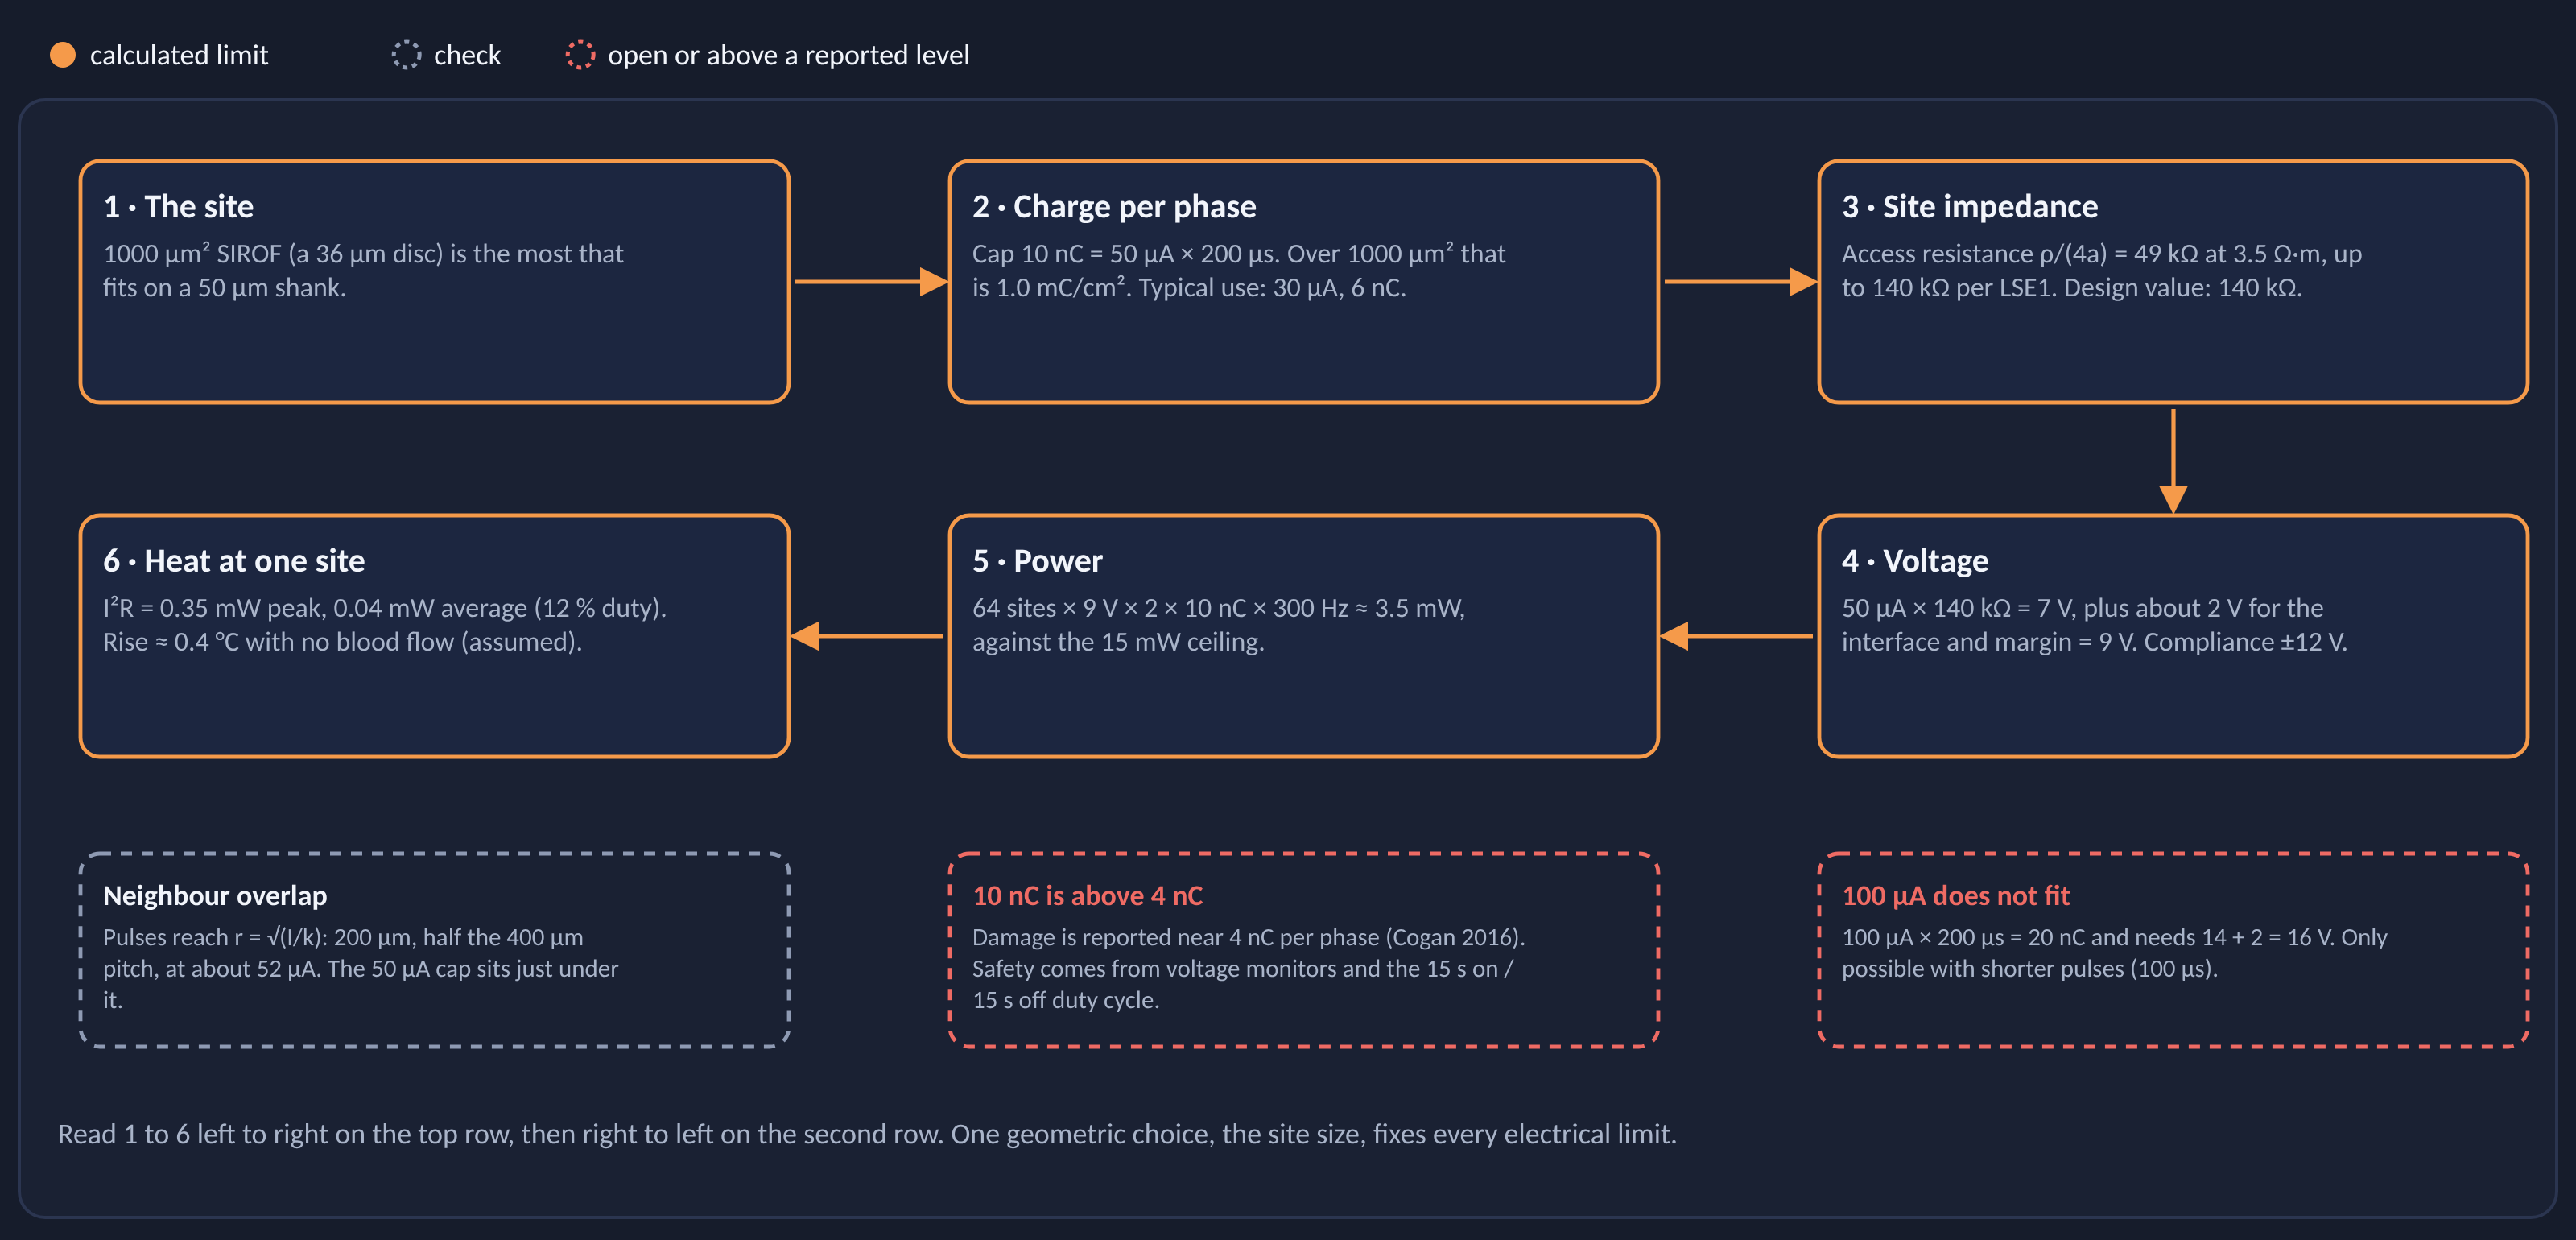 calculated limit
check
open or above a reported level
1 · The site
1000 µm² SIROF (a 36 µm disc) is the most that
fits on a 50 µm shank.
2 · Charge per phase
Cap 10 nC = 50 µA × 200 µs. Over 1000 µm² that
is 1.0 mC/cm². Typical use: 30 µA, 6 nC.
3 · Site impedance
Access resistance ρ/(4a) = 49 kΩ at 3.5 Ω·m, up
to 140 kΩ per LSE1. Design value: 140 kΩ.
6 · Heat at one site
I²R = 0.35 mW peak, 0.04 mW average (12 % duty).
Rise ≈ 0.4 °C with no blood flow (assumed).
5 · Power
64 sites × 9 V × 2 × 10 nC × 300 Hz ≈ 3.5 mW,
against the 15 mW ceiling.
4 · Voltage
50 µA × 140 kΩ = 7 V, plus about 2 V for the
interface and margin = 9 V. Compliance ±12 V.
Neighbour overlap
Pulses reach r = √(I/k): 200 µm, half the 400 µm
pitch, at about 52 µA. The 50 µA cap sits just under
it.
10 nC is above 4 nC
Damage is reported near 4 nC per phase (Cogan 2016).
Safety comes from voltage monitors and the 15 s on /
15 s off duty cycle.
100 µA does not fit
100 µA × 200 µs = 20 nC and needs 14 + 2 = 16 V. Only
possible with shorter pulses (100 µs).
Read 1 to 6 left to right on the top row, then right to left on the second row. One geometric choice, the site size, fixes every electrical limit.